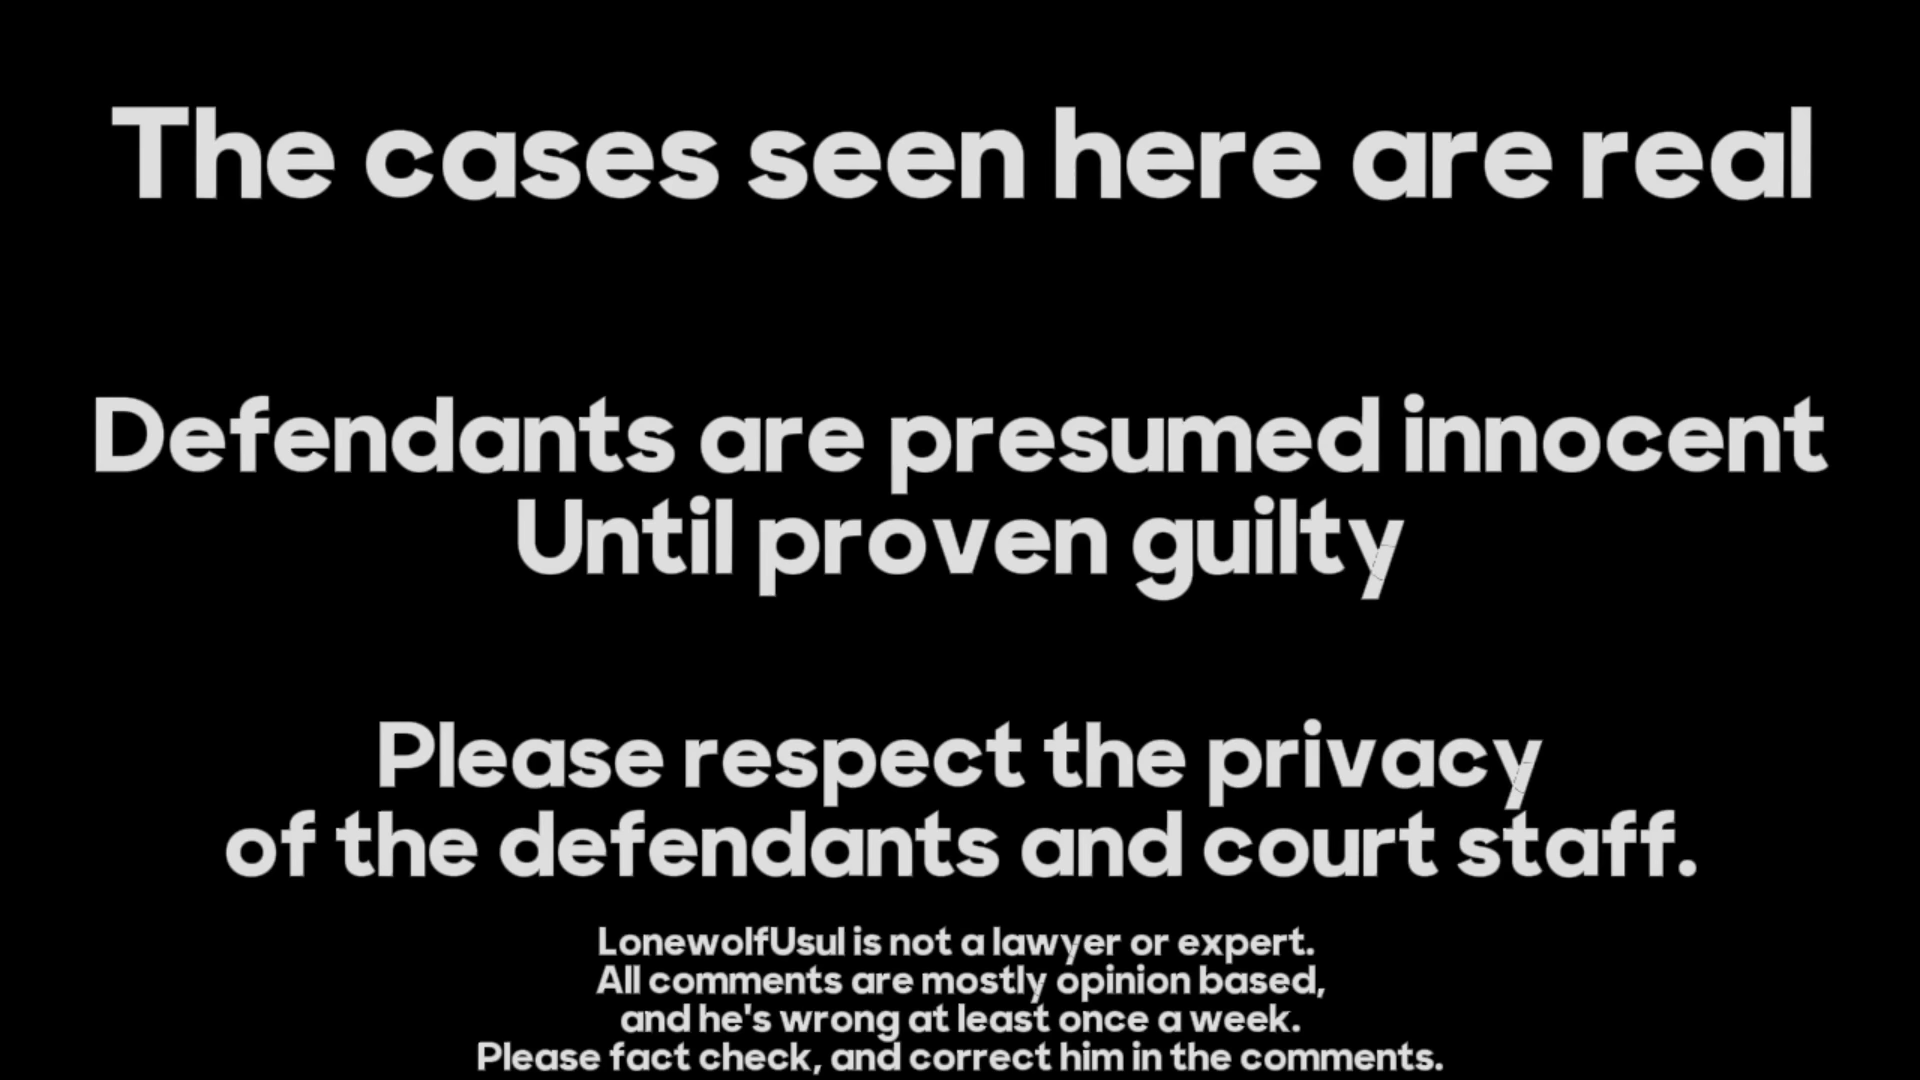 The cases seen here are real
Defendants are presumed innocent
Until proven guilty
Please respect the privacy
of the defendants and court staff.
LonewolfUsul is not a lawyer or expert.
All comments are mostly opinion based,
and he's wrong at least once a week.
Please fact check, and correct him in the comments.